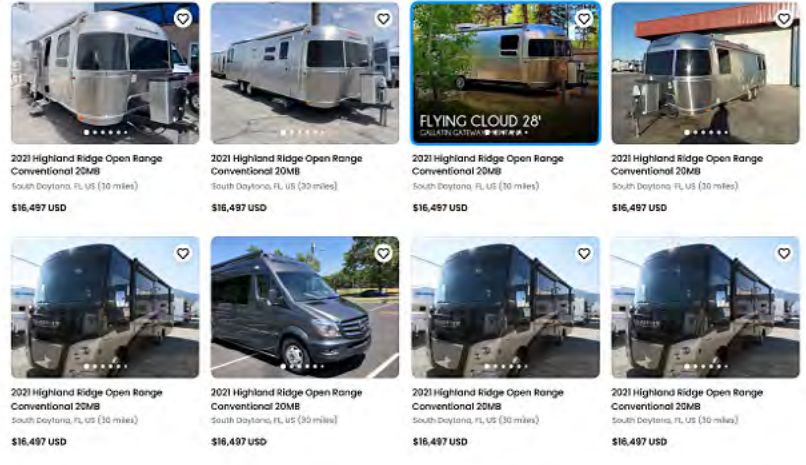 FLYING CLOUD 28'
GALLATIN GATEWAY MONTANA
2021 Highland Ridge Open Range
Conventional 20MB
South Daytona, FL, US (30 miles)
$16,497 USD
2021 Highland Ridge Open Range
Conventional 20MB
South Daytona, FL, US (30 miles)
$16,497 USD
2021 Highland Ridge Open Range
Conventional 20MB
South Daytona, FL, US (30 miles)
$16,497 USD
2021 Highland Ridge Open Range
Conventional 20MB
South Daytona, FL, US (30 miles)
$16,497 USD
2021 Highland Ridge Open Range
Conventional 20MB
South Daytona, FL, US (30 miles)
$16,497 USD
2021 Highland Ridge Open Range
Conventional 20MB
South Daytona, FL, US (30 miles)
$16,497 USD
2021 Highland Ridge Open Range
Conventional 20MB
South Daytona, FL, US (30 miles)
$16,497 USD
2021 Highland Ridge Open Range
Conventional 20MB
South Daytona, FL, US (30 miles)
$16,497 USD